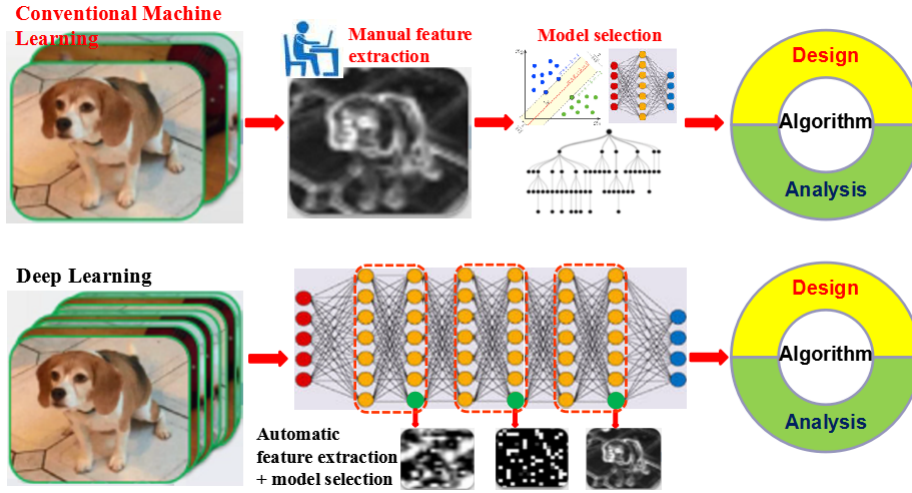 Conventional Machine
Learning
Manual feature
extraction
Model selection
Design
Algorithm
Analysis
Deep Learning
Automatic
feature extraction
+ model selection
Design
Algorithm
Analysis